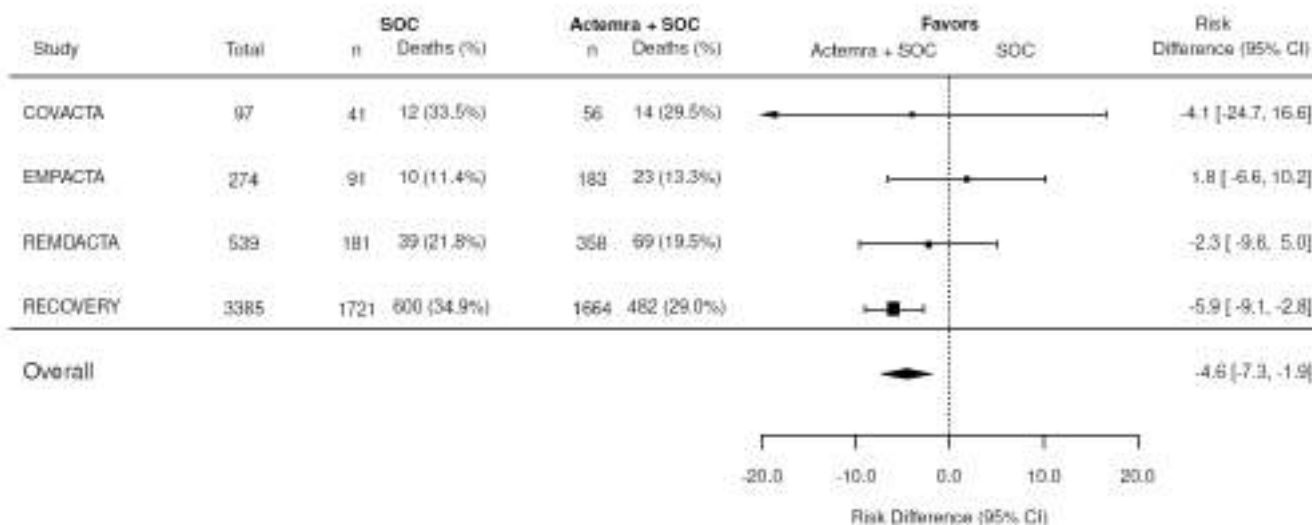 SOC Actemra + SOC Favors Risk
Study Total n Deaths (%) n Deaths (%) Actemra + SOC SOC Difference (95% CI)
COVACTA 97 41 12 (33.5%) 56 14 (29.5%) -4.1 [-24.7, 16.6]
EMPACTA 274 91 10 (11.4%) 183 23 (13.3%) 1.8 [ -6.6, 10.2]
REMDACTA 539 181 39 (21.8%) 358 69 (19.5%) -2.3 [ -9.6, 5.0]
RECOVERY 3385 1721 600 (34.9%) 1664 482 (29.0%) -5.9 [ -9.1, -2.8]
Overall -4.6 [-7.3, -1.9]
-20.0 -10.0 0.0 10.0 20.0
Risk Difference (95% CI)